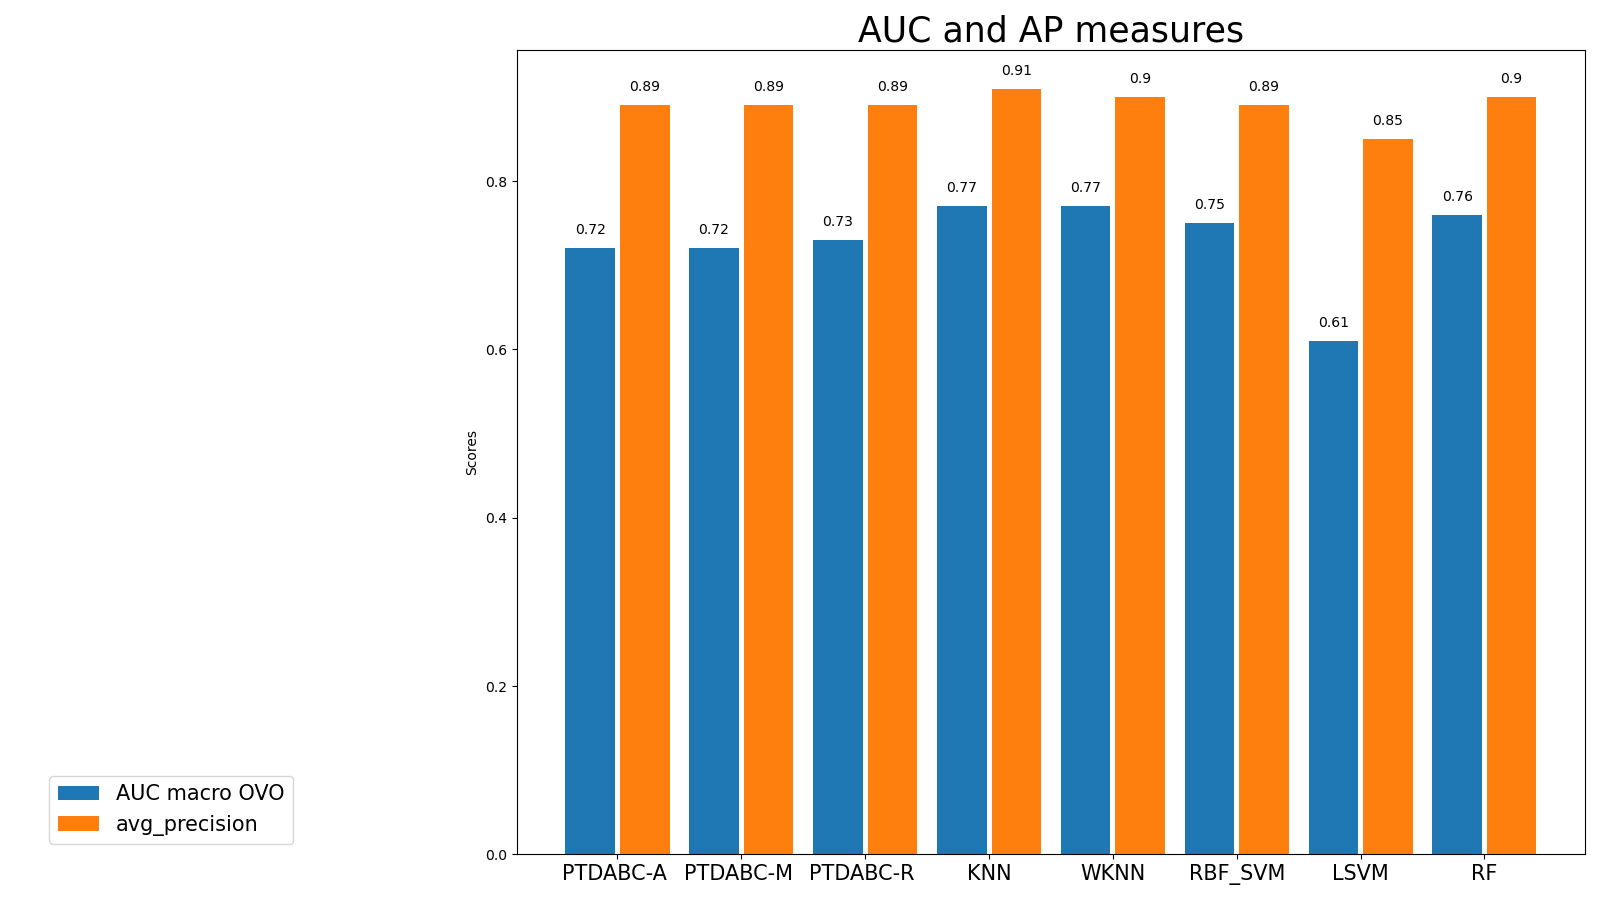 AUC and AP measures
0.89 0.89 0.89 0.91 0.9 0.89 0.85 0.9
0.72 0.72 0.73 0.77 0.77 0.75 0.61 0.76
0.8
0.6
0.4
0.2
0.0
Scores
PTDABC-A PTDABC-M PTDABC-R KNN WKNN RBF_SVM LSVM RF
AUC macro OVO
avg_precision